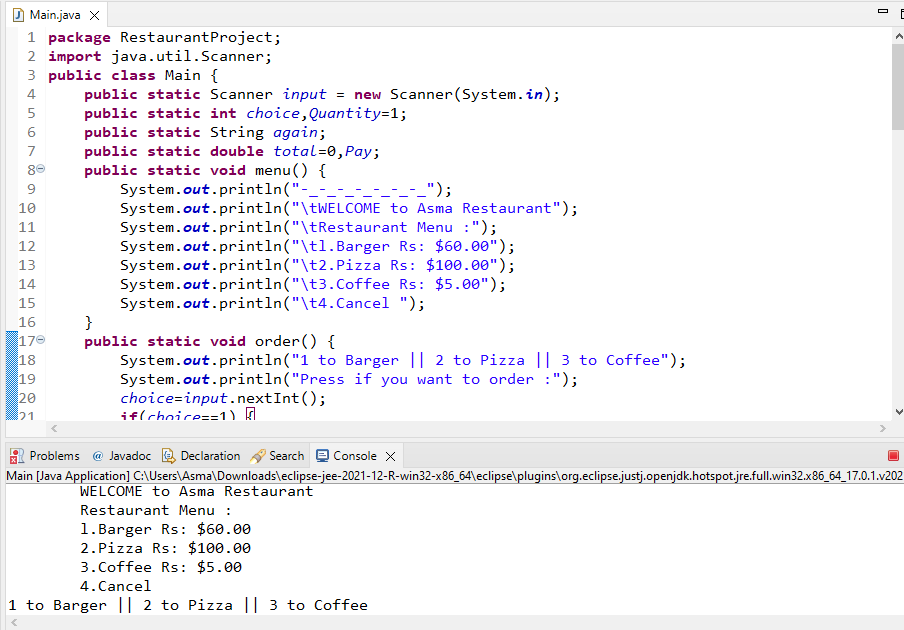 Main.java
1 package RestaurantProject;
2 import java.util.Scanner;
3 public class Main {
4 public static Scanner input = new Scanner(System.in);
5 public static int choice,Quantity=1;
6 public static String again;
7 public static double total=0,Pay;
8 public static void menu() {
9 System.out.println("-_-_-_-_-_-_-_");
10 System.out.println("\tWELCOME to Asma Restaurant");
11 System.out.println("\tRestaurant Menu :");
12 System.out.println("\tl.Barger Rs: $60.00");
13 System.out.println("\t2.Pizza Rs: $100.00");
14 System.out.println("\t3.Coffee Rs: $5.00");
15 System.out.println("\t4.Cancel ");
16 }
17 public static void order() {
18 System.out.println("1 to Barger || 2 to Pizza || 3 to Coffee");
19 System.out.println("Press if you want to order :");
20 choice=input.nextInt();
21 if(choice==1) {
Problems @ Javadoc Declaration Search Console
Main [Java Application] C:\Users\Asma\Downloads\eclipse-jee-2021-12-R-win32-x86_64\eclipse\plugins\org.eclipse.justj.openjdk.hotspot.jre.full.win32.x86_64_17.0.1.v202
WELCOME to Asma Restaurant
Restaurant Menu :
l.Barger Rs: $60.00
2.Pizza Rs: $100.00
3.Coffee Rs: $5.00
4.Cancel
1 to Barger || 2 to Pizza || 3 to Coffee